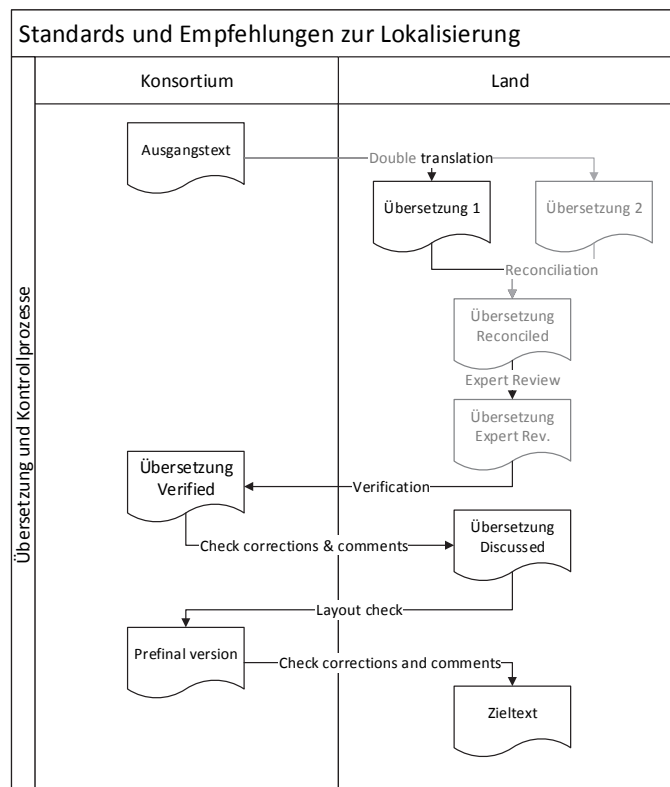 Standards und Empfehlungen zur Lokalisierung
Konsortium
Land
Übersetzung und Kontrollprozesse
Ausgangstext
Double translation
Übersetzung 1
Übersetzung 2
Reconciliation
Übersetzung
Reconciled
Expert Review
Übersetzung
Expert Rev.
Übersetzung
Verified
Verification
Check corrections & comments
Übersetzung
Discussed
Layout check
Prefinal version
Check corrections and comments
Zieltext